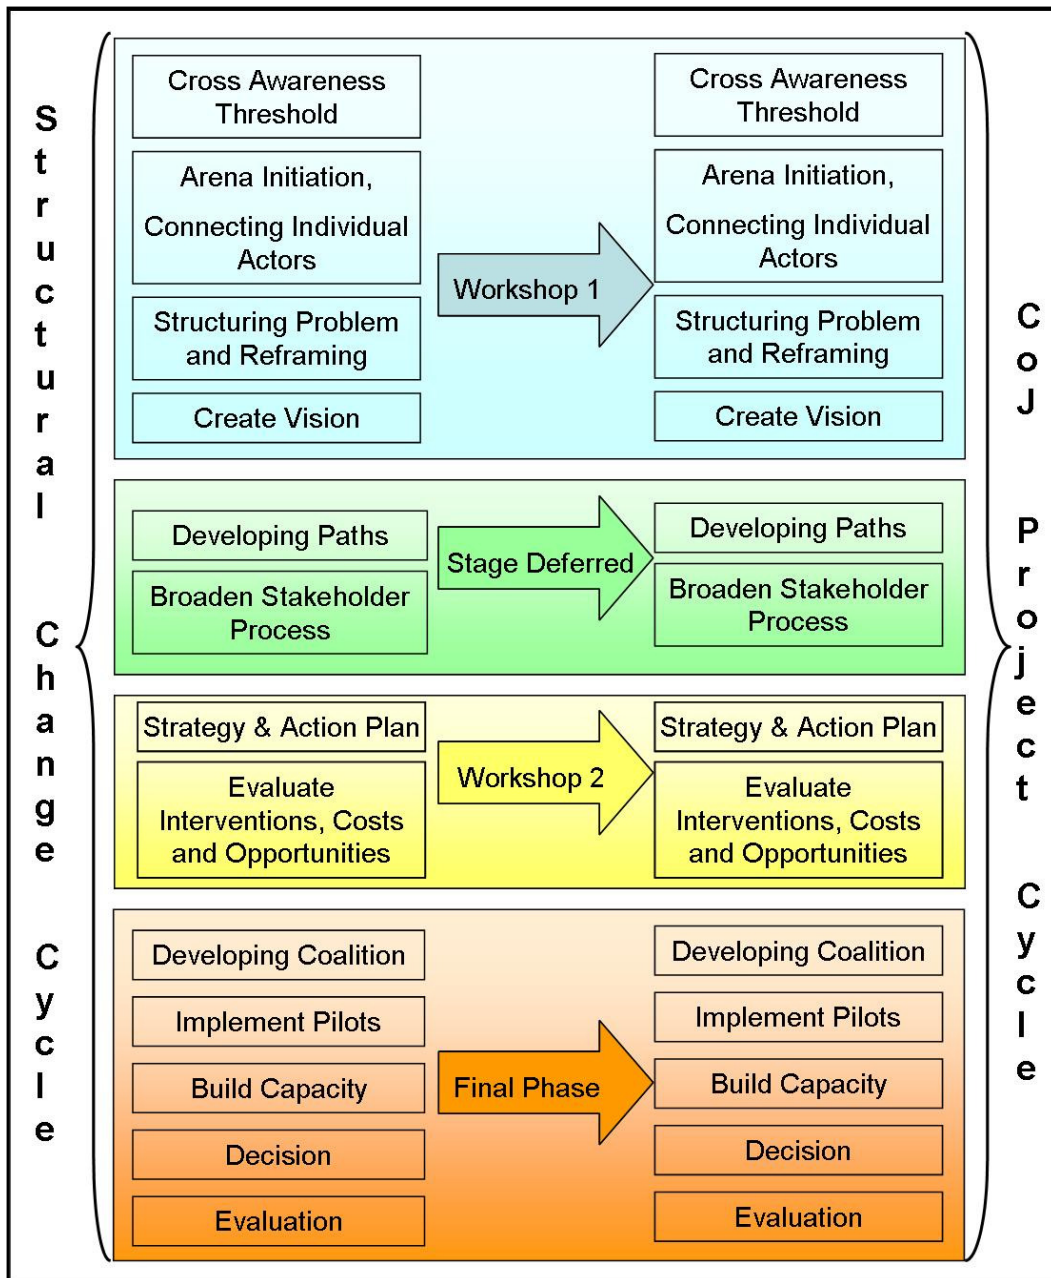 Structural Change Cycle
Cross Awareness
Threshold
Arena Initiation,
Connecting Individual
Actors
Structuring Problem
and Reframing
Create Vision
Workshop 1
Cross Awareness
Threshold
Arena Initiation,
Connecting Individual
Actors
Structuring Problem
and Reframing
Create Vision
Developing Paths
Broaden Stakeholder
Process
Stage Deferred
Developing Paths
Broaden Stakeholder
Process
Strategy & Action Plan
Evaluate
Interventions, Costs
and Opportunities
Workshop 2
Strategy & Action Plan
Evaluate
Interventions, Costs
and Opportunities
Developing Coalition
Implement Pilots
Build Capacity
Decision
Evaluation
Final Phase
Developing Coalition
Implement Pilots
Build Capacity
Decision
Evaluation
CoJ Project Cycle